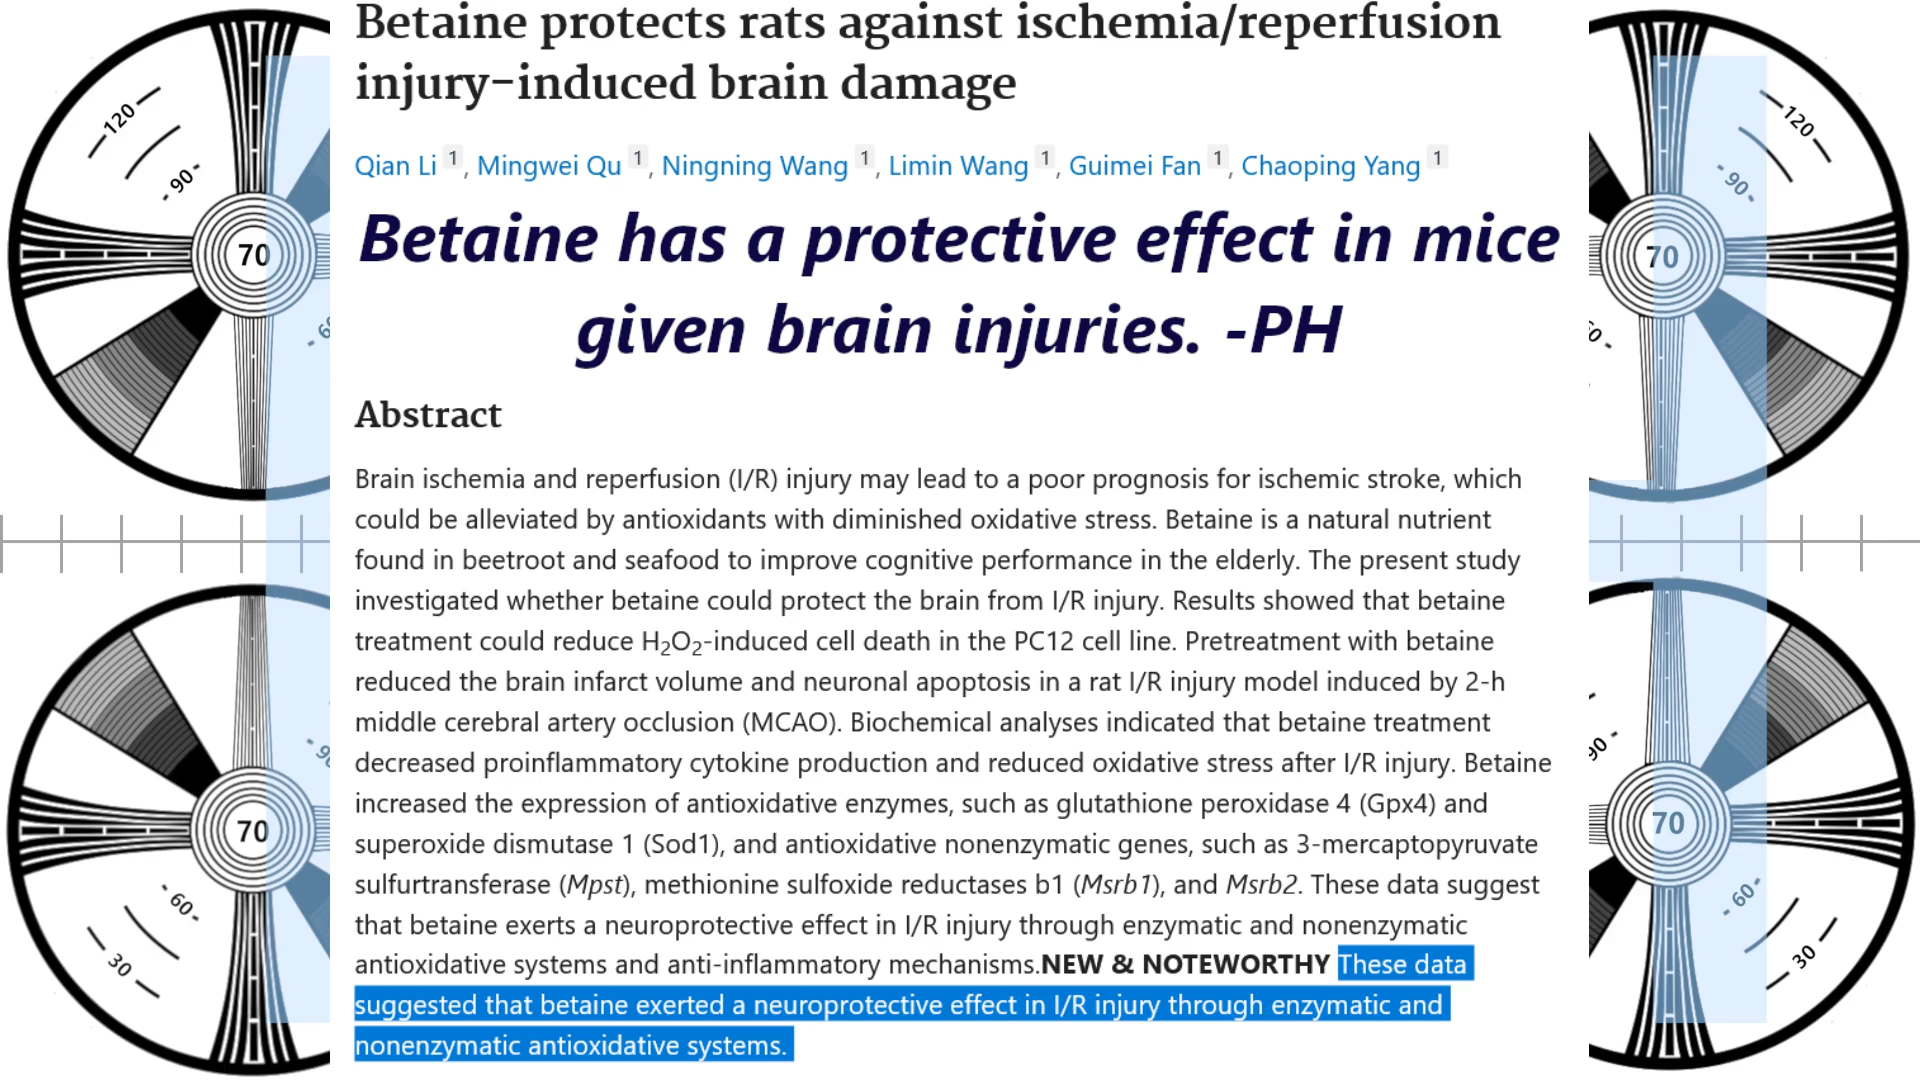 Betaine protects rats against ischemia/reperfusion
injury-induced brain damage
Qian Li 1, Mingwei Qu 1, Ningning Wang 1, Limin Wang 1, Guimei Fan 1, Chaoping Yang 1
Betaine has a protective effect in mice
given brain injuries. -PH
Abstract
Brain ischemia and reperfusion (I/R) injury may lead to a poor prognosis for ischemic stroke, which
could be alleviated by antioxidants with diminished oxidative stress. Betaine is a natural nutrient
found in beetroot and seafood to improve cognitive performance in the elderly. The present study
investigated whether betaine could protect the brain from I/R injury. Results showed that betaine
treatment could reduce H₂O₂-induced cell death in the PC12 cell line. Pretreatment with betaine
reduced the brain infarct volume and neuronal apoptosis in a rat I/R injury model induced by 2-h
middle cerebral artery occlusion (MCAO). Biochemical analyses indicated that betaine treatment
decreased proinflammatory cytokine production and reduced oxidative stress after I/R injury. Betaine
increased the expression of antioxidative enzymes, such as glutathione peroxidase 4 (Gpx4) and
superoxide dismutase 1 (Sod1), and antioxidative nonenzymatic genes, such as 3-mercaptopyruvate
sulfurtransferase (Mpst), methionine sulfoxide reductases b1 (Msrb1), and Msrb2. These data suggest
that betaine exerts a neuroprotective effect in I/R injury through enzymatic and nonenzymatic
antioxidative systems and anti-inflammatory mechanisms.NEW & NOTEWORTHY These data
suggested that betaine exerted a neuroprotective effect in I/R injury through enzymatic and
nonenzymatic antioxidative systems.
120
- 90 -
70
120
- 90 -
70
70
- 60 -
30
70
- 60 -
30